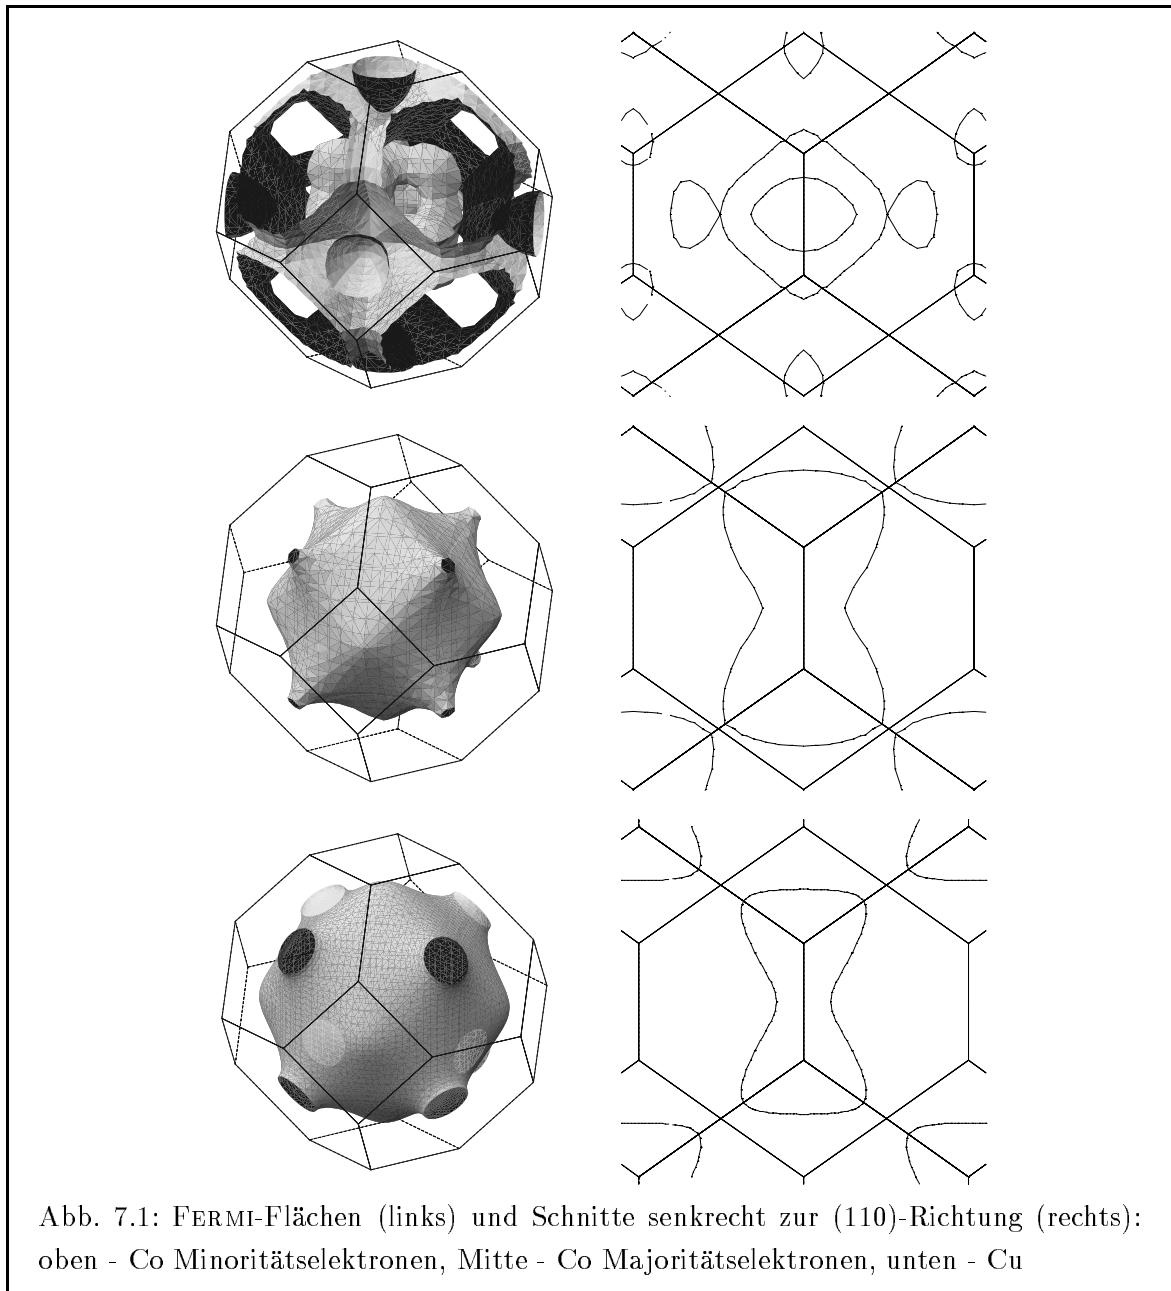 Abb. 7.1: FERMI-Flächen (links) und Schnitte senkrecht zur (110)-Richtung (rechts):
oben - Co Minoritätselektronen, Mitte - Co Majoritätselektronen, unten - Cu